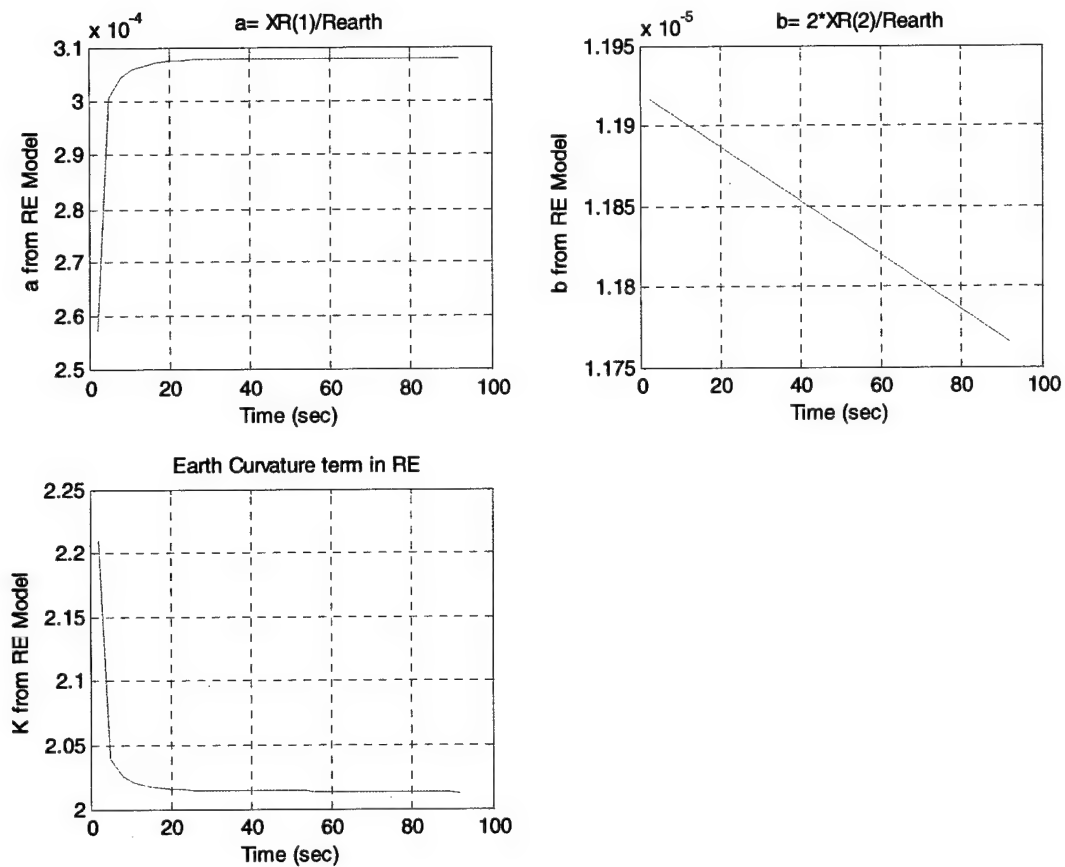 x 10-4
a= XR(1)/Rearth
3.1
3
2.9
2.8
2.7
2.6
2.5
a from RE Model
0 20 40 60 80 100
Time (sec)
x 10-5
b= 2*XR(2)/Rearth
1.195
1.19
1.185
1.18
1.175
b from RE Model
0 20 40 60 80 100
Time (sec)
Earth Curvature term in RE
2.25
2.2
2.15
2.1
2.05
2
K from RE Model
0 20 40 60 80 100
Time (sec)